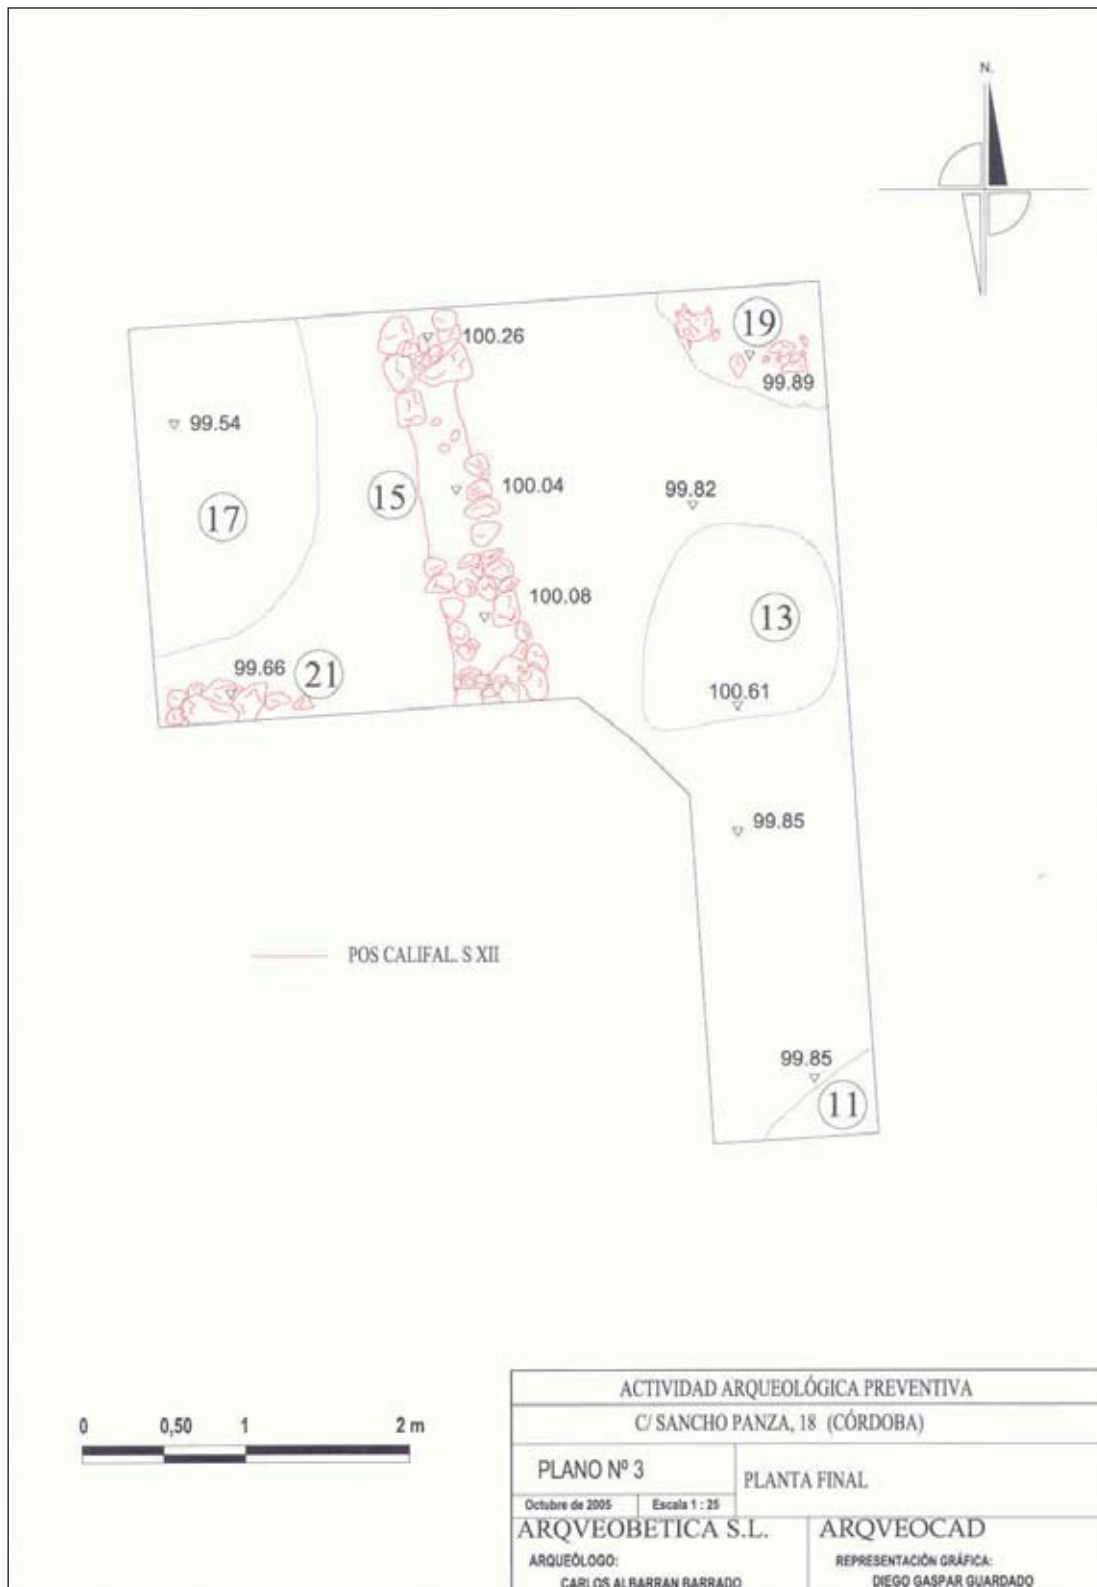 N.
100.26
19
99.89
99.54
15
100.04
99.82
17
100.08
13
99.66
21
100.61
99.85
POS CALIFAL. S XII
99.85
11
0 0,50 1 2 m
ACTIVIDAD ARQUEOLÓGICA PREVENTIVA
C/ SANCHO PANZA, 18 (CÓRDOBA)
PLANO Nº 3
PLANTA FINAL
Octubre de 2005 Escala 1 : 25
ARQVEOBETICA S.L.
ARQVEOCAD
ARQUEÓLOGO:
REPRESENTACIÓN GRÁFICA:
CARLOS ALBARRAN BARRADO
DIEGO GASPAR GUARDADO